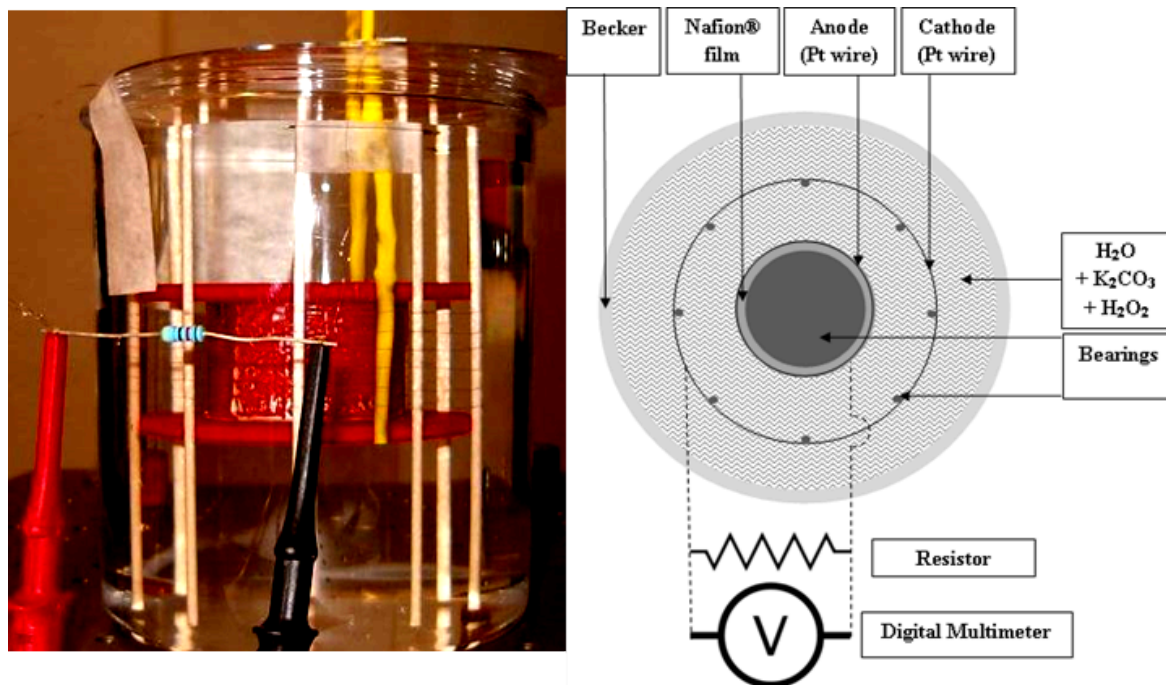 Becker
Nafion®
film
Anode
(Pt wire)
Cathode
(Pt wire)
H₂O
+ K₂CO₃
+ H₂O₂
Bearings
Resistor
V
Digital Multimeter